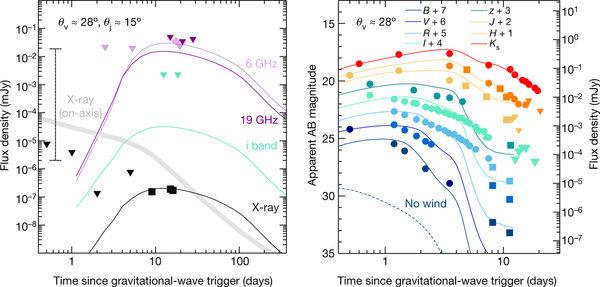 θv ≈ 28°, θj ≈ 15°
6 GHz
X-ray
(on-axis)
19 GHz
i band
X-ray
Flux density (mJy)
10⁻¹
10⁻²
10⁻³
10⁻⁴
10⁻⁵
10⁻⁶
10⁻⁷
10⁻⁸
1
10
100
Time since gravitational-wave trigger (days)
θv ≈ 28°
B + 7
V + 6
R + 5
I + 4
z + 3
J + 2
H + 1
Ks
No wind
Apparent AB magnitude
15
20
25
30
35
1
10
Time since gravitational-wave trigger (days)
10¹
10⁰
10⁻¹
10⁻²
10⁻³
10⁻⁴
10⁻⁵
10⁻⁶
10⁻⁷
Flux density (mJy)